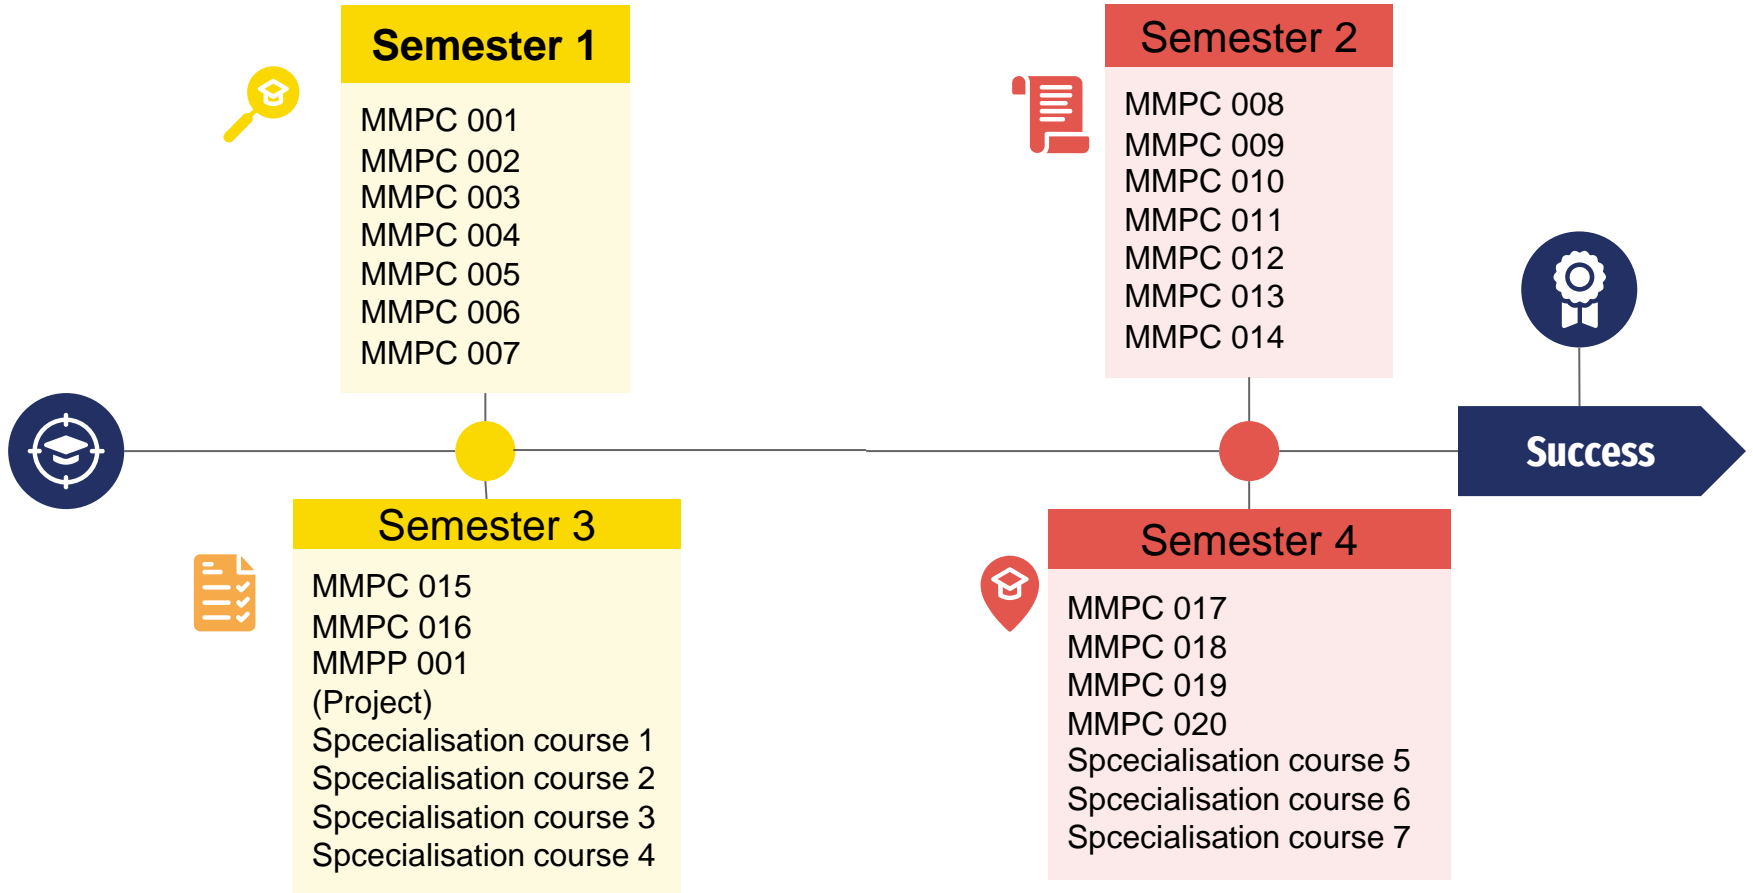 Semester 1
MMPC 001
MMPC 002
MMPC 003
MMPC 004
MMPC 005
MMPC 006
MMPC 007
Semester 2
MMPC 008
MMPC 009
MMPC 010
MMPC 011
MMPC 012
MMPC 013
MMPC 014
Success
Semester 3
MMPC 015
MMPC 016
MMPP 001
(Project)
Spcecialisation course 1
Spcecialisation course 2
Spcecialisation course 3
Spcecialisation course 4
Semester 4
MMPC 017
MMPC 018
MMPC 019
MMPC 020
Spcecialisation course 5
Spcecialisation course 6
Spcecialisation course 7